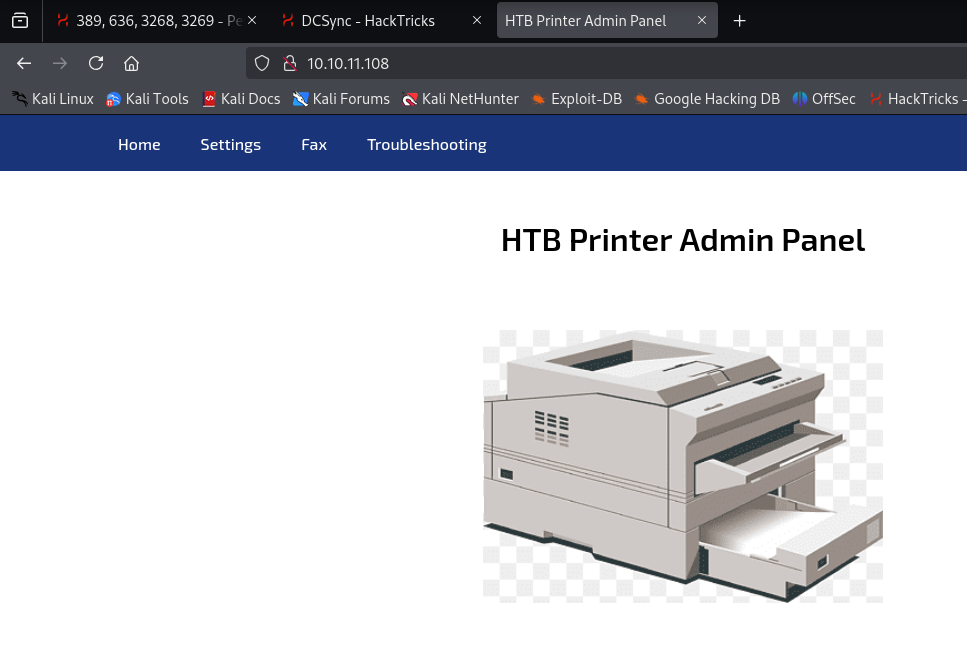 389, 636, 3268, 3269 - Pe
DCSync - HackTricks
HTB Printer Admin Panel
10.10.11.108
Kali Linux Kali Tools Kali Docs Kali Forums Kali NetHunter Exploit-DB Google Hacking DB OffSec HackTricks -
Home Settings Fax Troubleshooting
HTB Printer Admin Panel